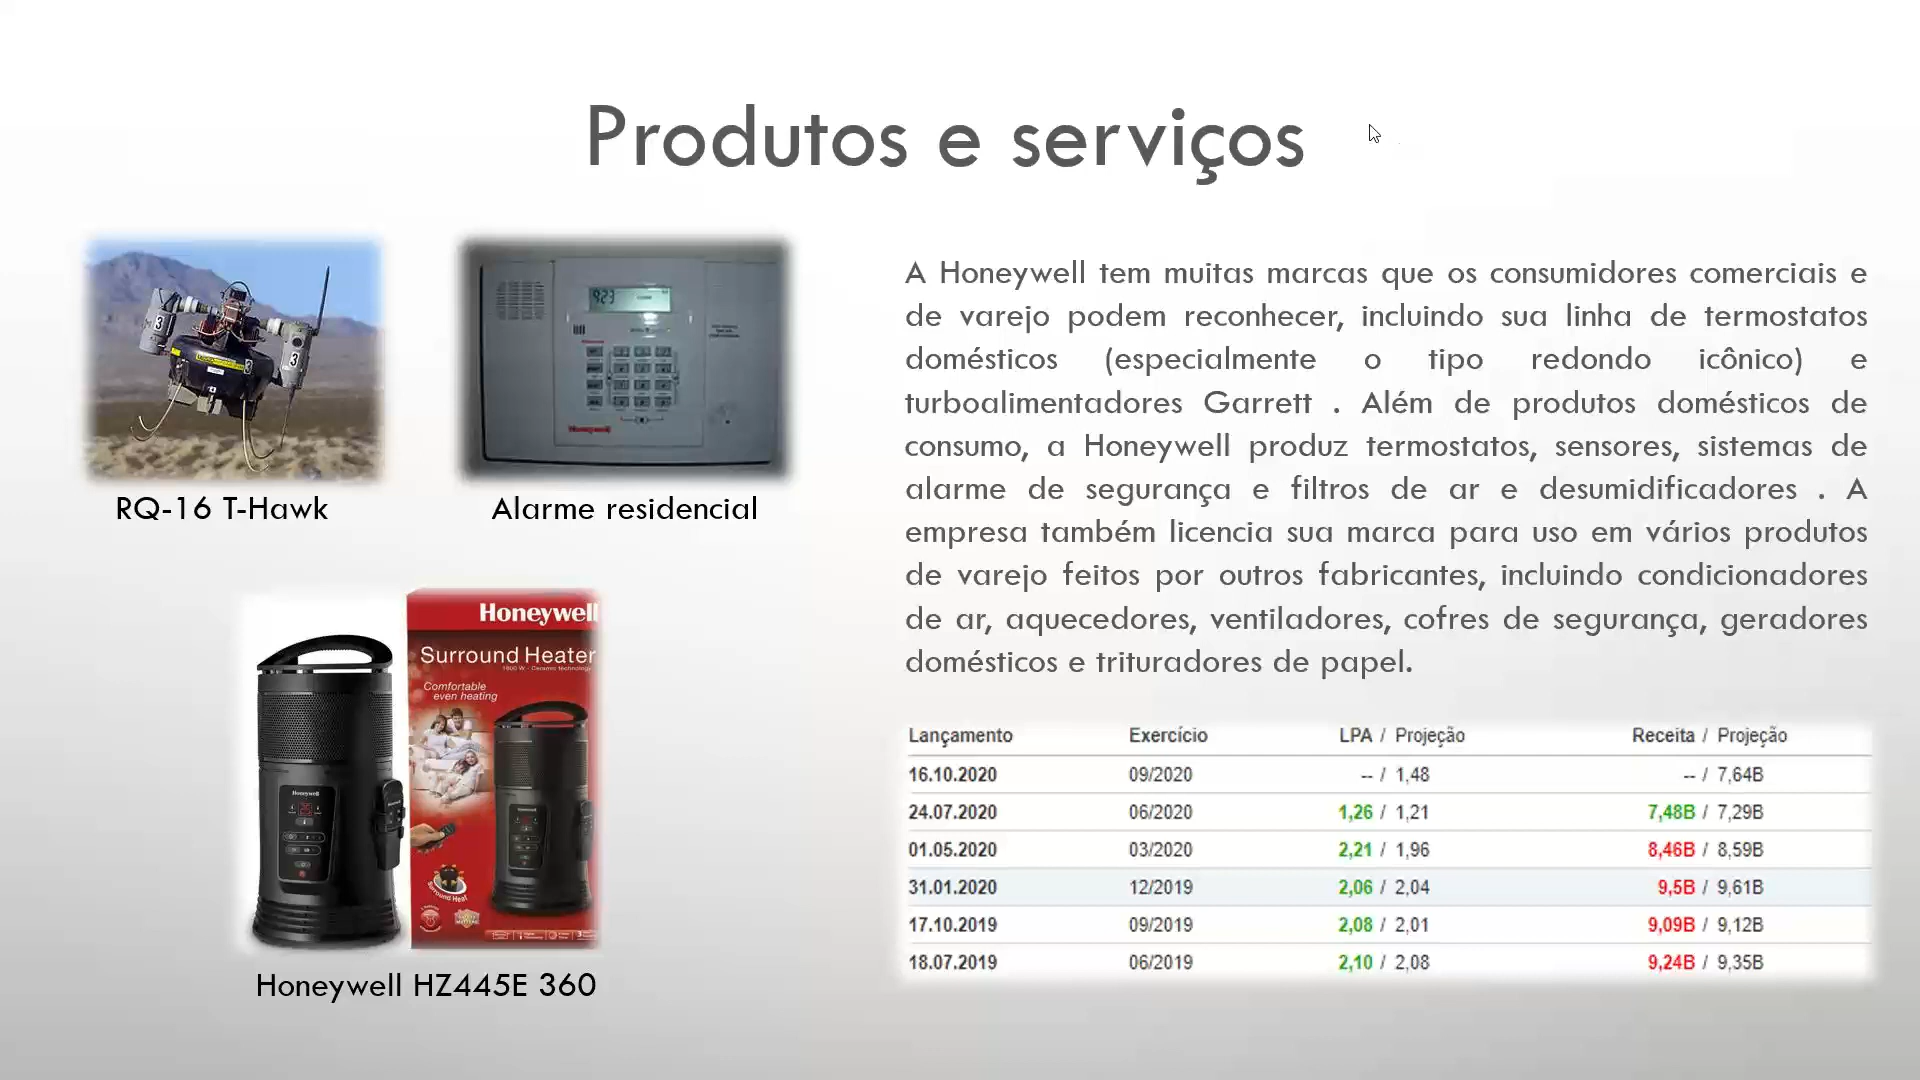 Produtos e serviços
RQ-16 T-Hawk
Alarme residencial
Honeywell
Surround Heater
Comfortable
even heating
Honeywell HZ445E 360
A Honeywell tem muitas marcas que os consumidores comerciais e
de varejo podem reconhecer, incluindo sua linha de termostatos
domésticos (especialmente o tipo redondo icônico) e
turboalimentadores Garrett . Além de produtos domésticos de
consumo, a Honeywell produz termostatos, sensores, sistemas de
alarme de segurança e filtros de ar e desumidificadores . A
empresa também licencia sua marca para uso em vários produtos
de varejo feitos por outros fabricantes, incluindo condicionadores
de ar, aquecedores, ventiladores, cofres de segurança, geradores
domésticos e trituradores de papel.
Lançamento Exercício LPA / Projeção Receita / Projeção
16.10.2020 09/2020 -- / 1,48 -- / 7,64B
24.07.2020 06/2020 1,26 / 1,21 7,48B / 7,29B
01.05.2020 03/2020 2,21 / 1,96 8,46B / 8,59B
31.01.2020 12/2019 2,06 / 2,04 9,5B / 9,61B
17.10.2019 09/2019 2,08 / 2,01 9,09B / 9,12B
18.07.2019 06/2019 2,10 / 2,08 9,24B / 9,35B